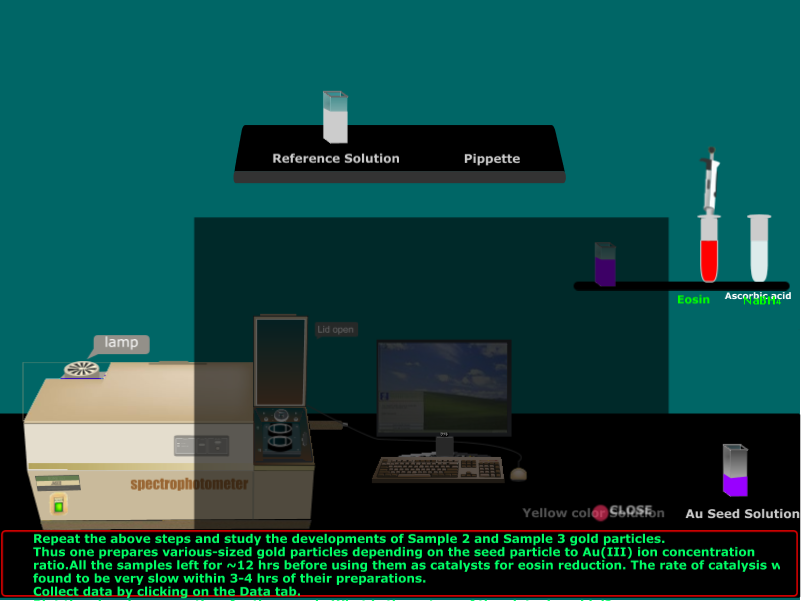 Reference Solution
Pippette
Eosin
Ascorbic acid
lamp
Lid open
spectrophotometer
Yellow color Solution
CLOSE
Au Seed Solution
Repeat the above steps and study the developments of Sample 2 and Sample 3 gold particles.
Thus one prepares various-sized gold particles depending on the seed particle to Au(III) ion concentration
ratio.All the samples left for ~12 hrs before using them as catalysts for eosin reduction. The rate of catalysis w
found to be very slow within 3-4 hrs of their preparations.
Collect data by clicking on the Data tab.